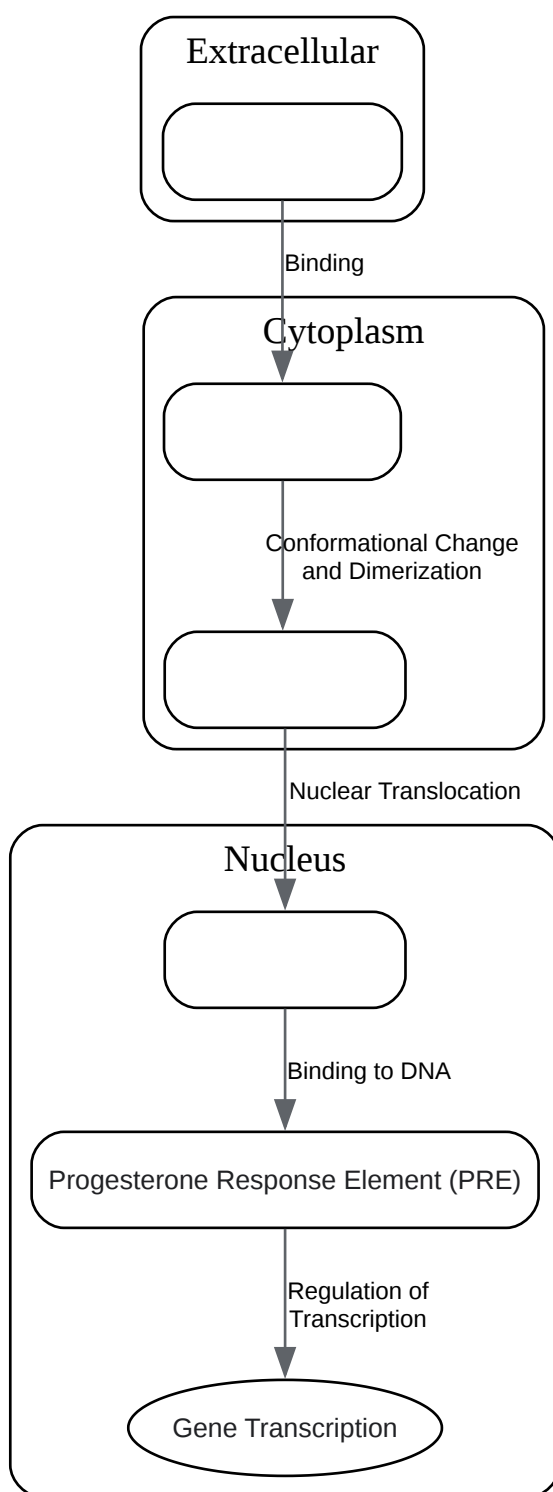 Extracellular
Binding
Cytoplasm
Conformational Change
and Dimerization
Nuclear Translocation
Nucleus
Binding to DNA
Progesterone Response Element (PRE)
Regulation of
Transcription
Gene Transcription